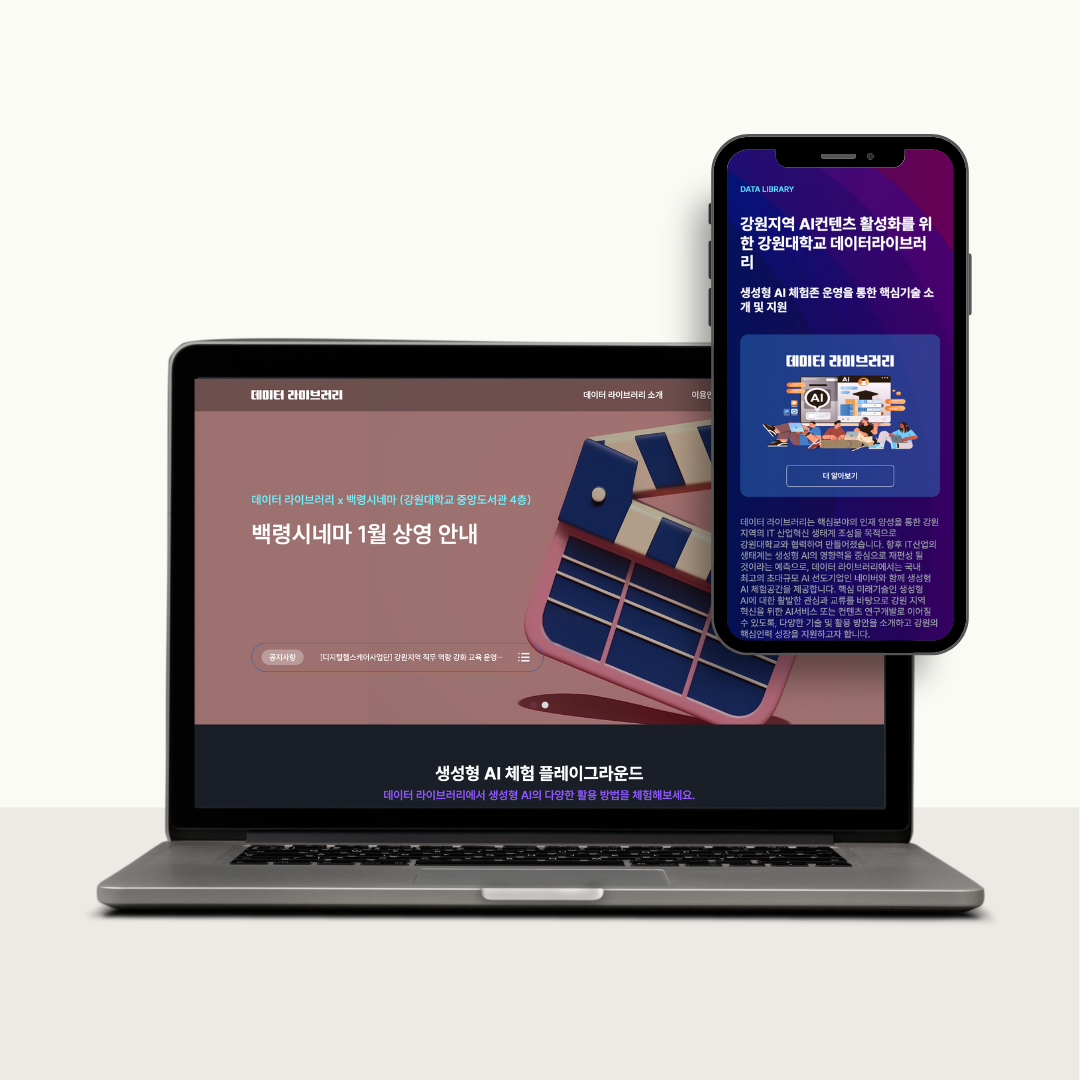 데이터 라이브러리
데이터 라이브러리 소개
데이터 라이브러리 x 백령시네마 (강원대학교 중앙도서관 4층)
백령시네마 1월 상영 안내
공지사항
[디지털헬스케어사업단] 강원지역 직무 역량 강화 교육 운영…
생성형 AI 체험 플레이그라운드
데이터 라이브러리에서 생성형 AI의 다양한 활용 방법을 체험해보세요.
DATA LIBRARY
강원지역 AI컨텐츠 활성화를 위
한 강원대학교 데이터라이브러
리
생성형 AI 체험존 운영을 통한 핵심기술 소
개 및 지원
데이터 라이브러리
AI
AI
더 알아보기
데이터 라이브러리는 핵심분야의 인재 양성을 통한 강원
지역의 IT 산업혁신 생태계 조성을 목적으로
강원대학교와 협력하여 만들어졌습니다. 향후 IT산업의
생태계는 생성형 AI의 영향력을 중심으로 재편성 될
것이라는 예측으로, 데이터 라이브러리에서는 국내
최고의 초대규모 AI 선도기업인 네이버와 함께 생성형
AI 체험공간을 제공합니다. 핵심 미래기술인 생성형
AI에 대한 활발한 관심과 교류를 바탕으로 강원 지역
혁신을 위한 AI서비스 또는 컨텐츠 연구개발로 이어질
수 있도록, 다양한 기술 및 활용 방안을 소개하고 강원의
핵심인력 성장을 지원하고자 합니다.